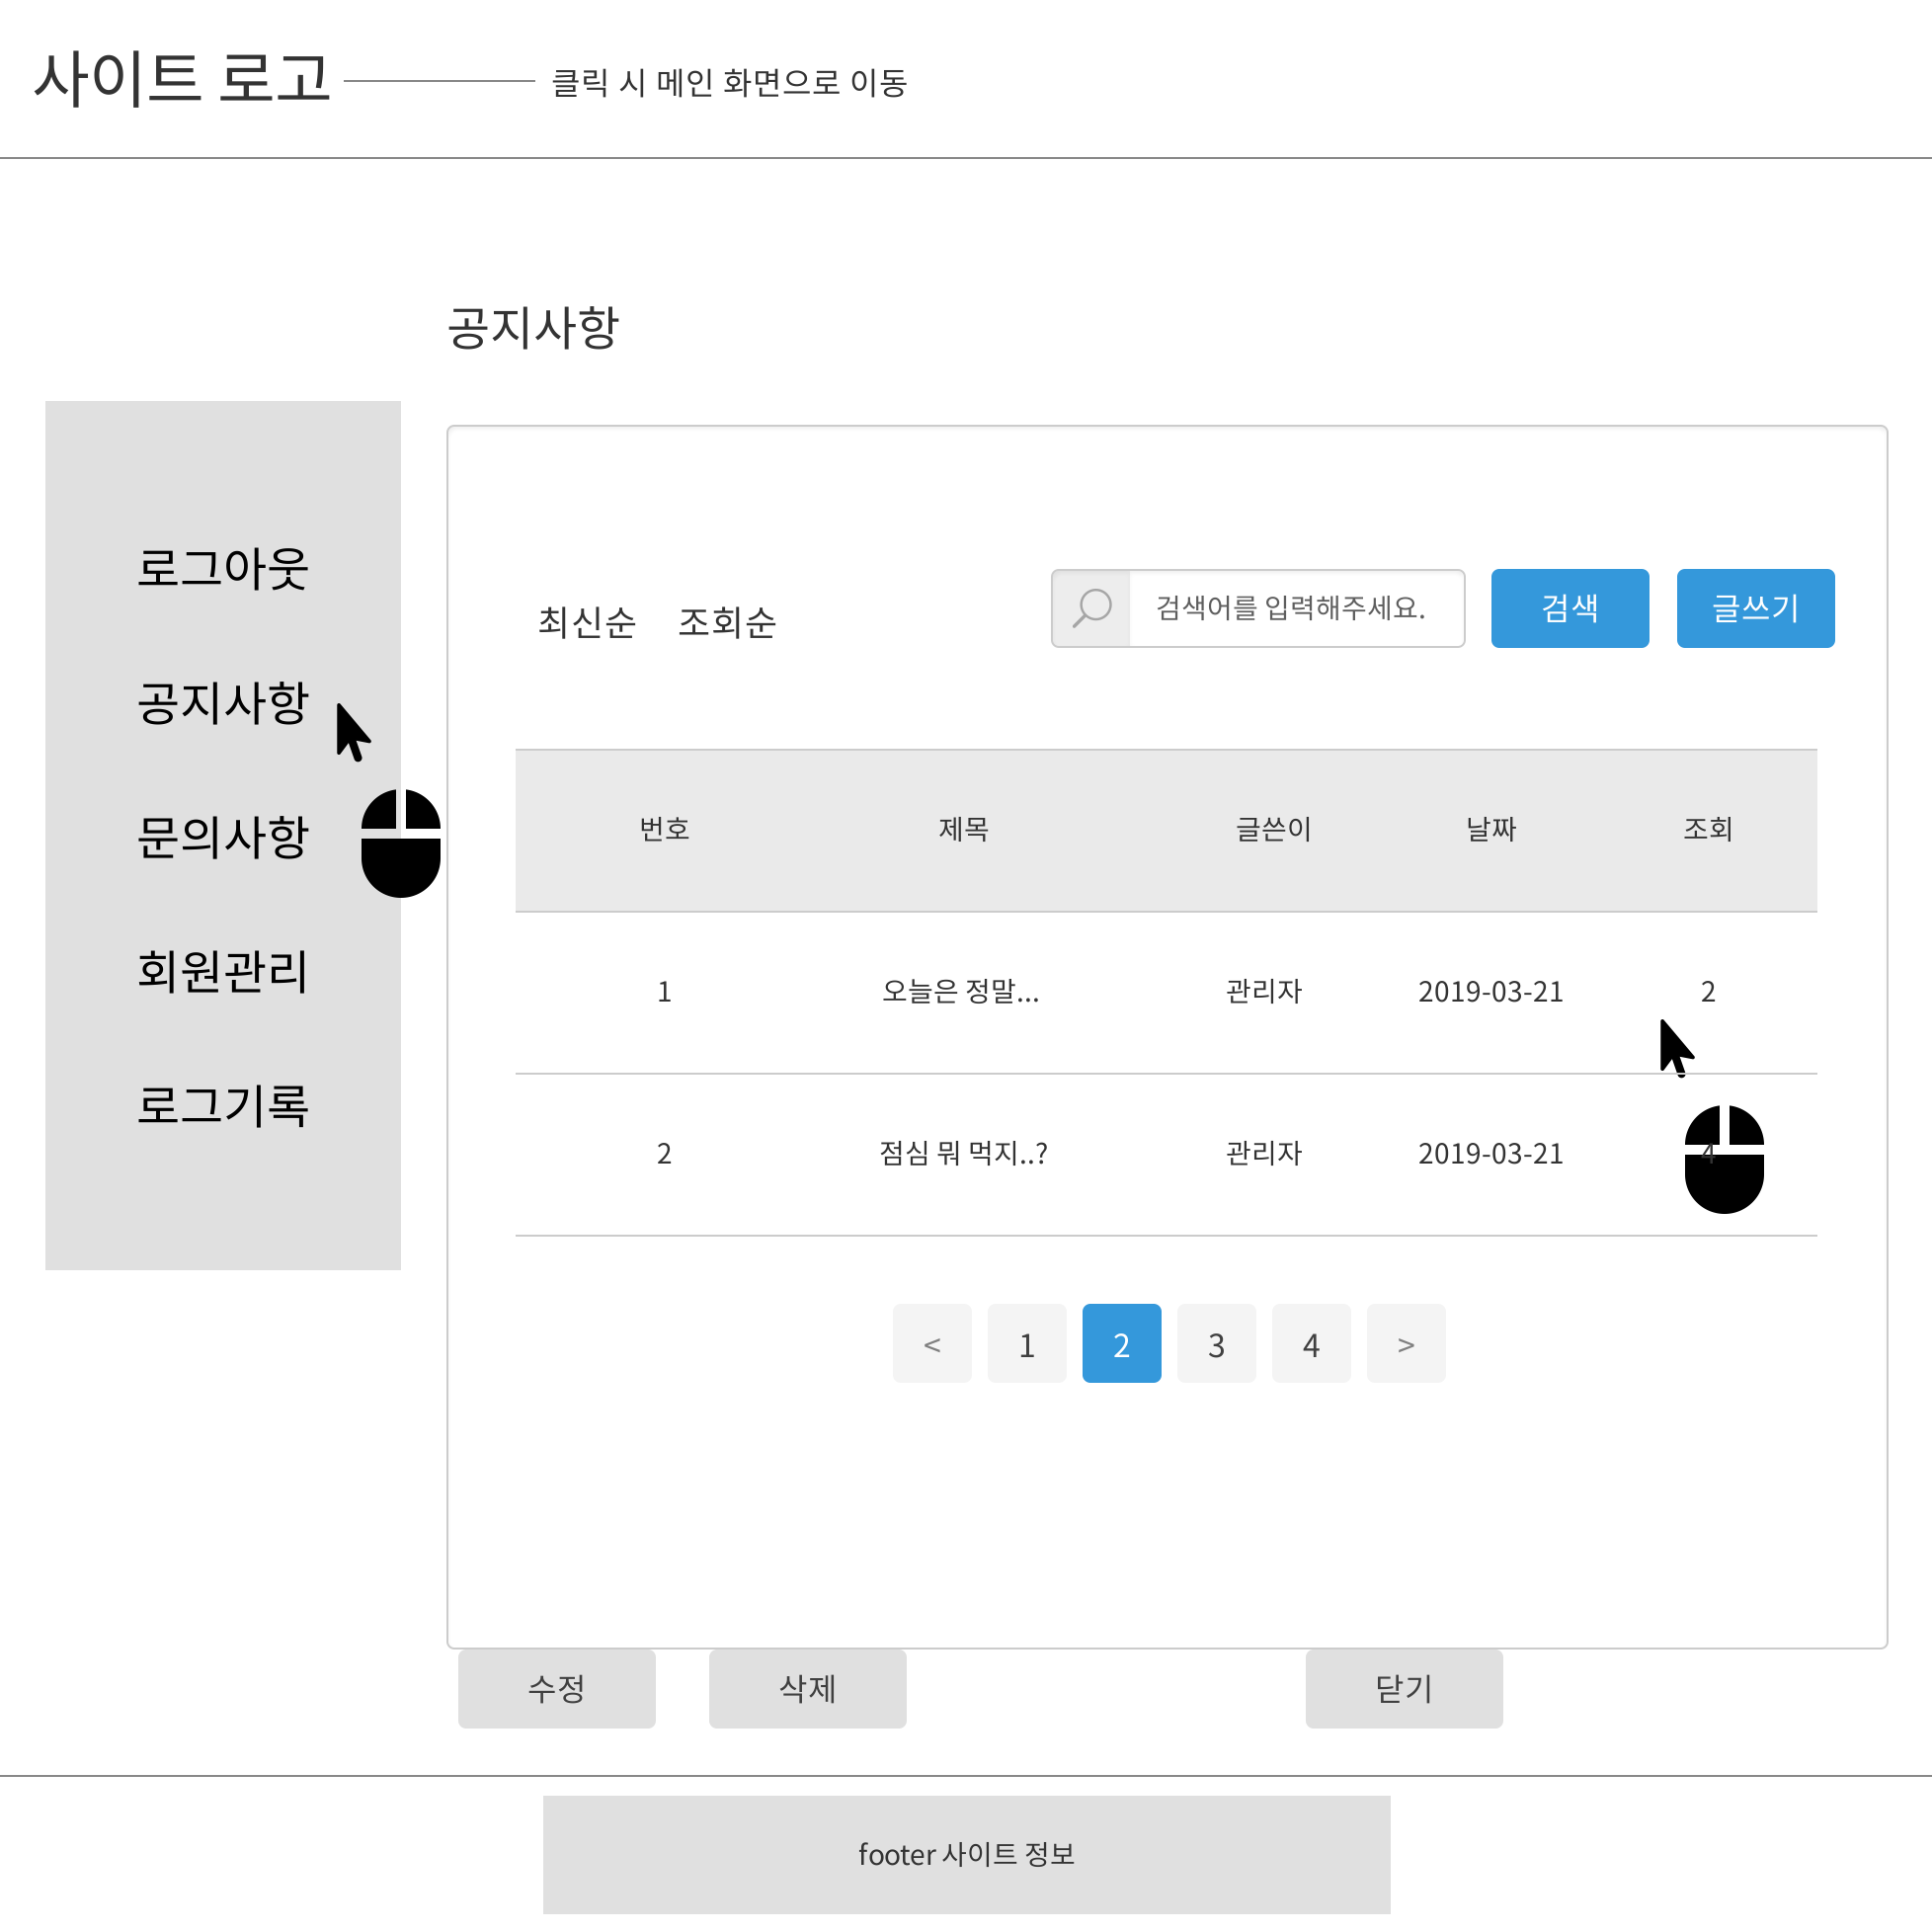 사이트 로고 클릭 시 메인 화면으로 이동
공지사항
로그아웃
공지사항
문의사항
회원관리
로그기록
최신순 조회순 검색어를 입력해주세요. 검색 글쓰기
번호 제목 글쓴이 날짜 조회
1 오늘은 정말... 관리자 2019-03-21 2
2 점심 뭐 먹지..? 관리자 2019-03-21 4
< 1 2 3 4 >
수정 삭제 닫기
footer 사이트 정보